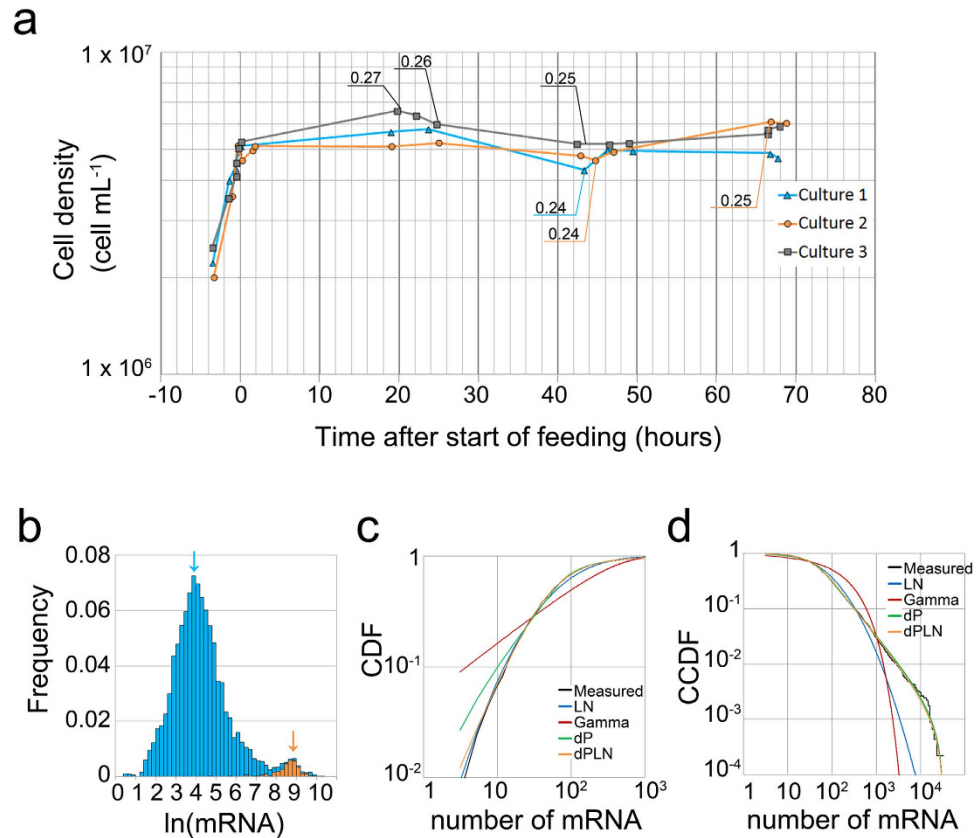 a
1 x 10⁷
0.27
0.26
0.25
0.24
0.24
0.25
Culture 1
Culture 2
Culture 3
Cell density
(cell mL⁻¹)
1 x 10⁶
-10 0 10 20 30 40 50 60 70 80
Time after start of feeding (hours)
b
0.08
0.06
0.04
0.02
0
Frequency
0 1 2 3 4 5 6 7 8 9 10
ln(mRNA)
c
1
10⁻¹
10⁻²
CDF
Measured
LN
Gamma
dP
dPLN
1 10 10² 10³
number of mRNA
d
1
10⁻¹
10⁻²
10⁻³
10⁻⁴
CCDF
Measured
LN
Gamma
dP
dPLN
1 10 10² 10³ 10⁴
number of mRNA